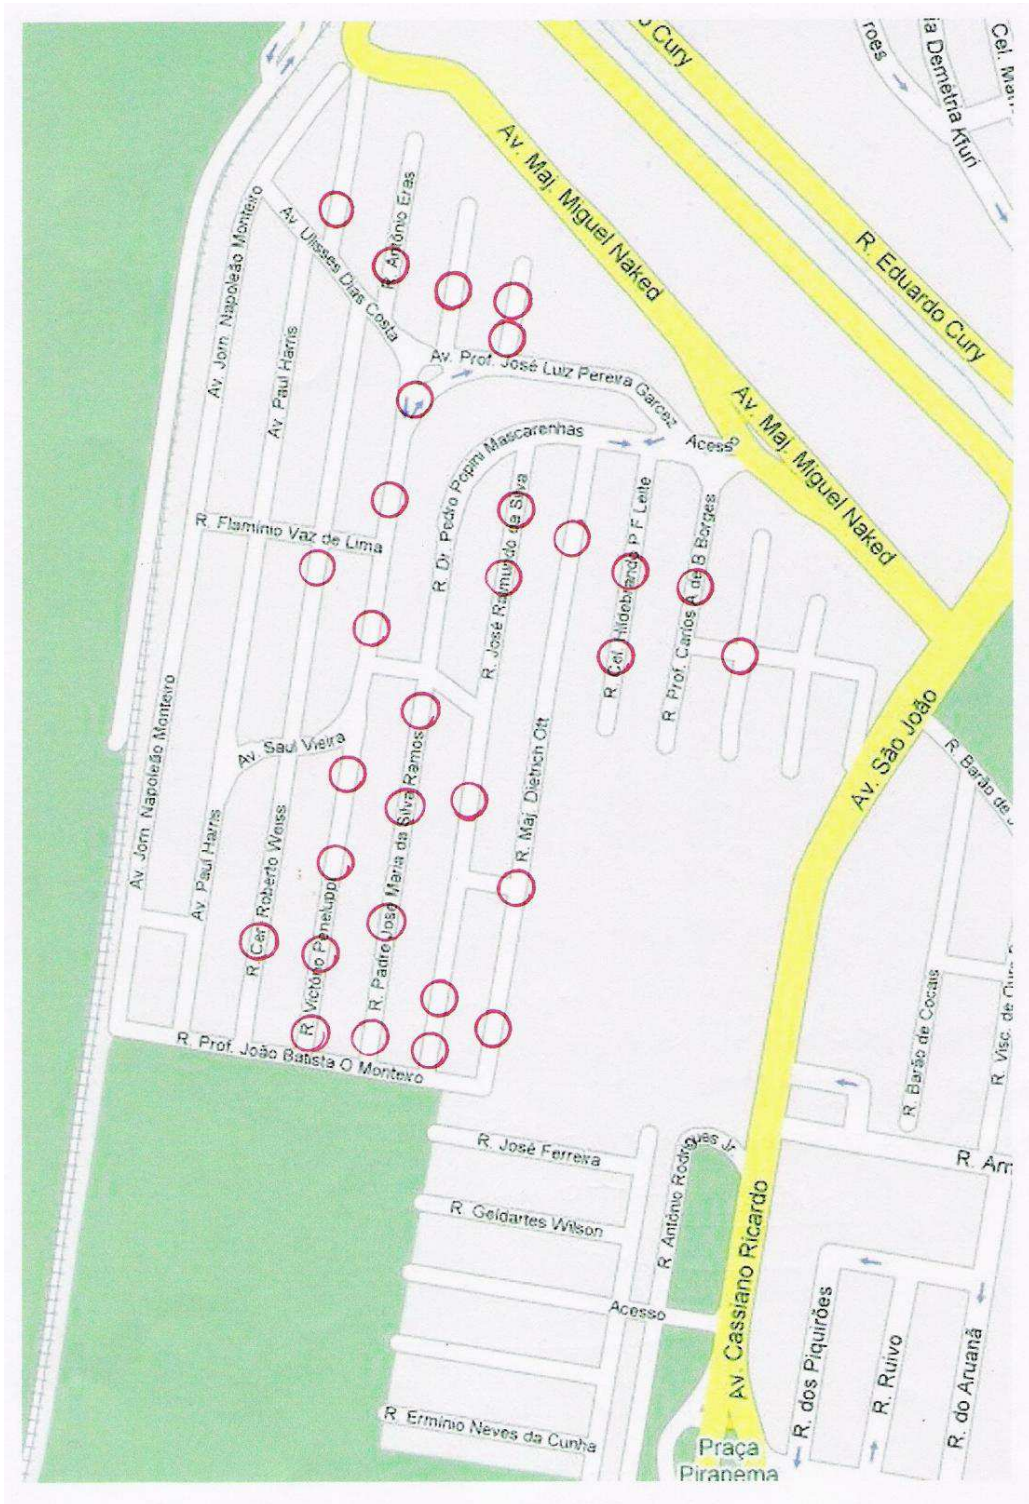 o Cury
roes
ia Demétria Kfuri
Cel.
Av. Maj. Miguel Naked
R. Eduardo Cury
R. Antônio Eras
Av. Jorn. Napoleão Monteiro
Av. Ulisses Dias Costa
Av. Paul Harris
Av. Prof. José Luiz Pereira Garcez
Av. Maj. Miguel Naked
Acesso
R. Dr. Pedro Popini Mascarenhas
R. Flamínio Vaz de Lima
R. José Raimundo da Silva
R. Cel. Hildebrando P F Leite
R. Prof. Carlos A de B Borges
Av. Jorn. Napoleão Monteiro
Av. Saul Vieira
Av. São João
R. Barão de
R. Maj. Dietrich Ott
Av. Paul Harris
R. Cer. Roberto Weiss
R. Victório Peneluppi
R. Padre José Maria da Silva Ramos
R. Prof. João Batista O Monteiro
R. Barão de Cocais
R. Visc. de
R. José Ferreira
R. Antônio Rodrigues Jr
R. Am
R. Geldartes Wilson
Acesso
Av. Cassiano Ricardo
R. dos Piquirões
R. Ruivo
R. do Aruanã
R. Ermínio Neves da Cunha
Praça
Pirapema